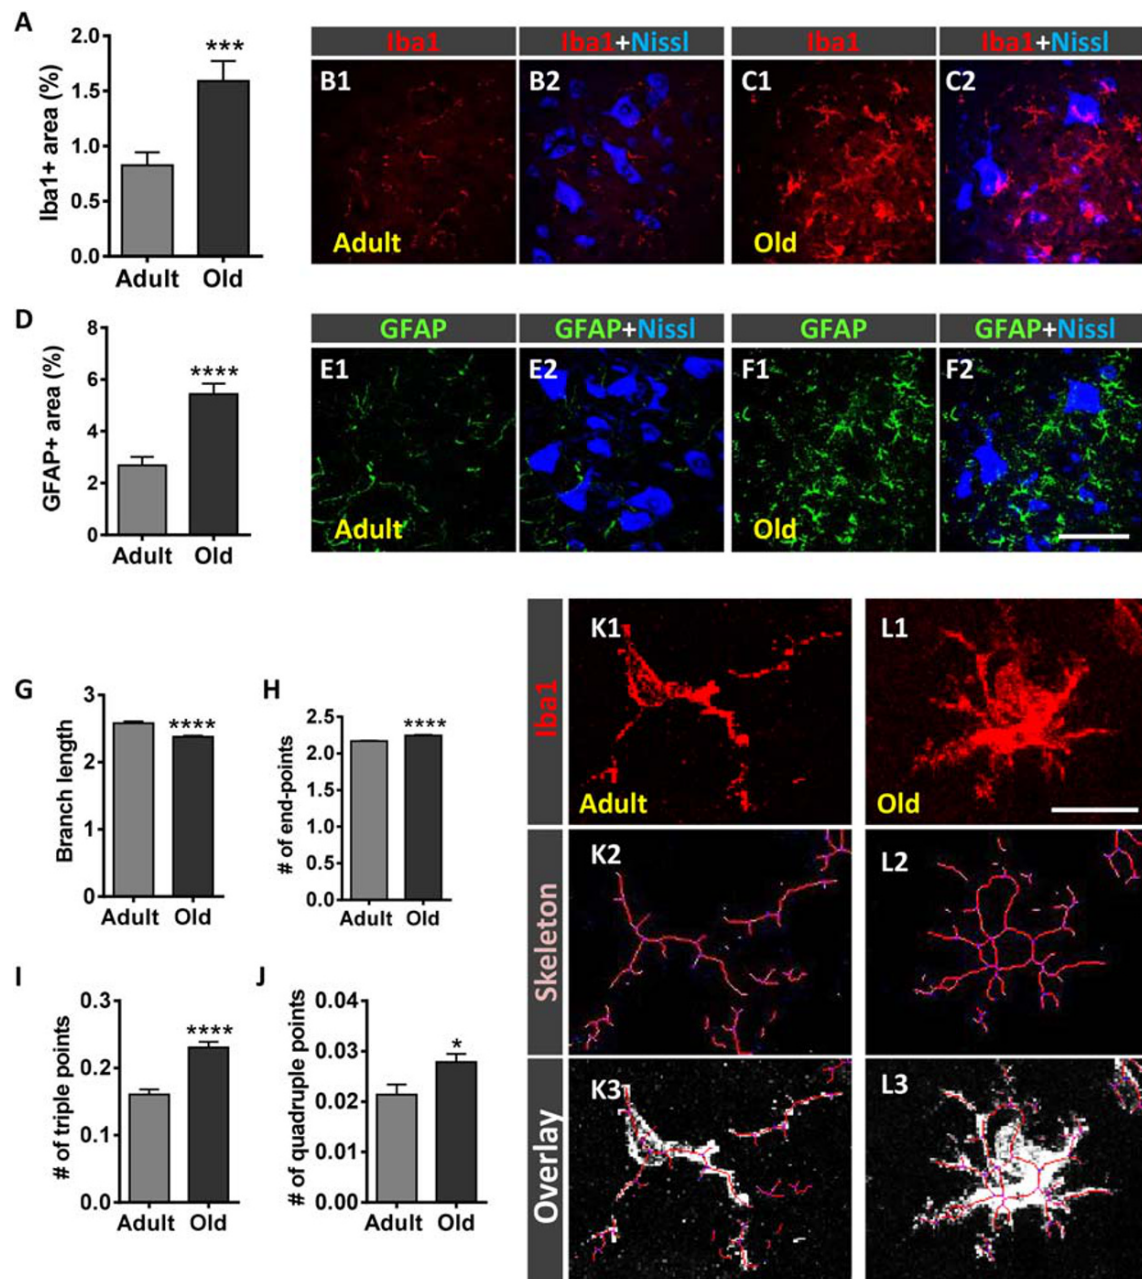 A
Iba1+ area (%)
2.0
1.5
1.0
0.5
0.0
***
Adult Old
Iba1 Iba1+Nissl Iba1 Iba1+Nissl
B1 B2 C1 C2
Adult Old
D
GFAP+ area (%)
8
6
4
2
0
****
Adult Old
GFAP GFAP+Nissl GFAP GFAP+Nissl
E1 E2 F1 F2
Adult Old
G
Branch length
3
2
1
0
****
Adult Old
H
# of end-points
2.5
2.0
1.5
1.0
0.5
0.0
****
Adult Old
I
# of triple points
0.3
0.2
0.1
0.0
****
Adult Old
J
# of quadruple points
0.04
0.03
0.02
0.01
0.00
*
Adult Old
Iba1
K1 L1
Adult Old
Skeleton
K2 L2
Overlay
K3 L3